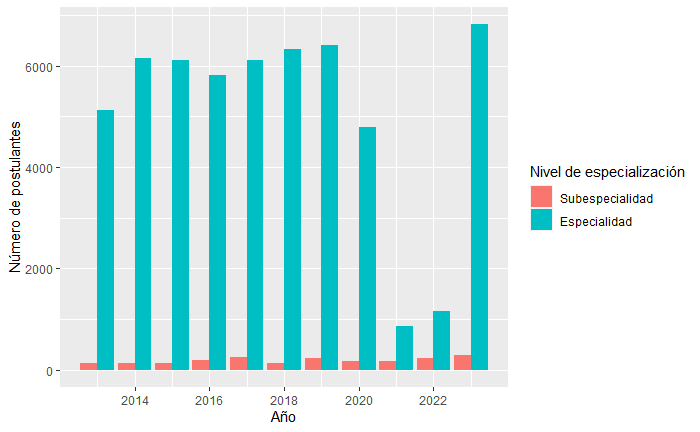 Número de postulantes
6000
4000
2000
0
2014
2016
2018
2020
2022
Año
Nivel de especialización
Subespecialidad
Especialidad